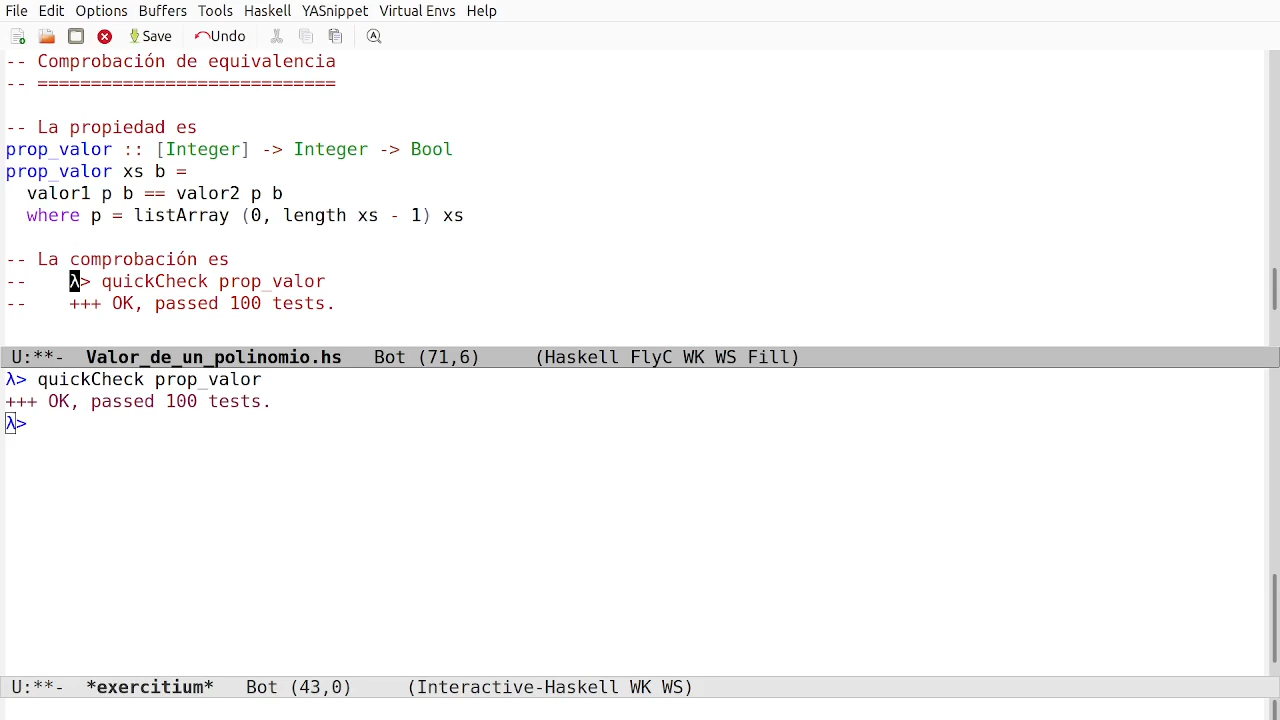 File Edit Options Buffers Tools Haskell YASnippet Virtual Envs Help
Save Undo
-- Comprobación de equivalencia
-- ============================
-- La propiedad es
prop_valor :: [Integer] -> Integer -> Bool
prop_valor xs b =
  valor1 p b == valor2 p b
  where p = listArray (0, length xs - 1) xs
-- La comprobación es
--    λ> quickCheck prop_valor
--    +++ OK, passed 100 tests.
U:**-  Valor_de_un_polinomio.hs   Bot (71,6)     (Haskell FlyC WK WS Fill)
λ> quickCheck prop_valor
+++ OK, passed 100 tests.
λ>
U:**-  *exercitium*   Bot (43,0)     (Interactive-Haskell WK WS)